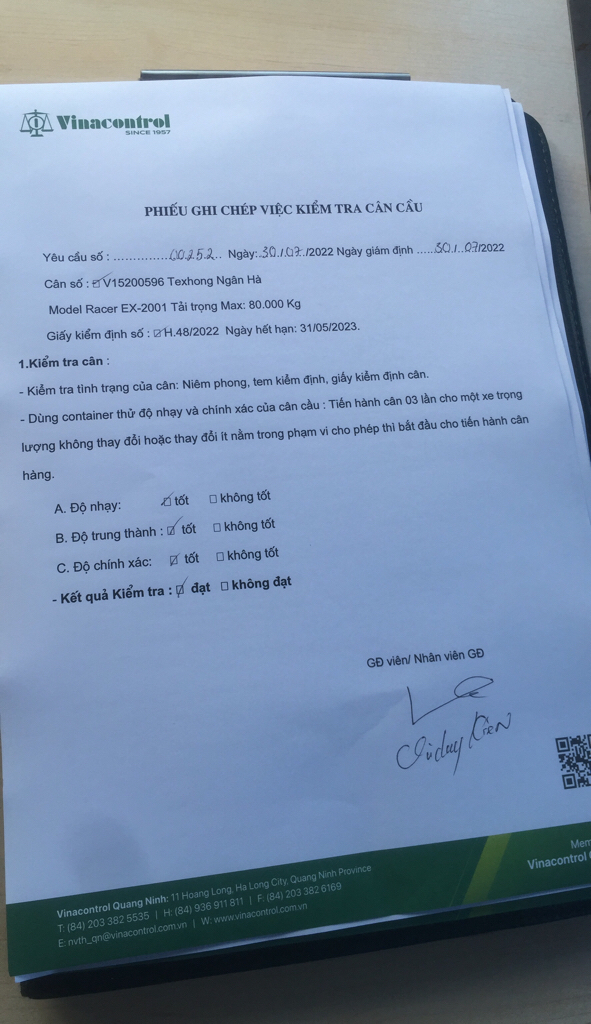 Vinacontrol
SINCE 1957
PHIẾU GHI CHÉP VIỆC KIỂM TRA CÂN CẦU
Yêu cầu số : ..............00252.. Ngày:.30./.07../2022 Ngày giám định .....30./..07/2022
Cân số : ☑ V15200596 Texhong Ngân Hà
Model Racer EX-2001 Tải trọng Max: 80.000 Kg
Giấy kiểm định số : ☑ H.48/2022 Ngày hết hạn: 31/05/2023.
1.Kiểm tra cân :
- Kiểm tra tình trạng của cân: Niêm phong, tem kiểm định, giấy kiểm định cân.
- Dùng container thử độ nhạy và chính xác của cân cầu : Tiến hành cân 03 lần cho một xe trọng
lượng không thay đổi hoặc thay đổi ít nằm trong phạm vi cho phép thì bắt đầu cho tiến hành cân
hàng.
A. Độ nhạy: ☑ tốt ☐ không tốt
B. Độ trung thành : ☑ tốt ☐ không tốt
C. Độ chính xác: ☑ tốt ☐ không tốt
- Kết quả Kiểm tra : ☑ đạt ☐ không đạt
GĐ viên/ Nhân viên GĐ
Mem
Vinacontrol
Vinacontrol Quang Ninh: 11 Hoang Long, Ha Long City, Quang Ninh Province
T: (84) 203 382 5535 | H: (84) 936 911 811 | F: (84) 203 382 6169
E: nvth_qn@vinacontrol.com.vn | W: www.vinacontrol.com.vn